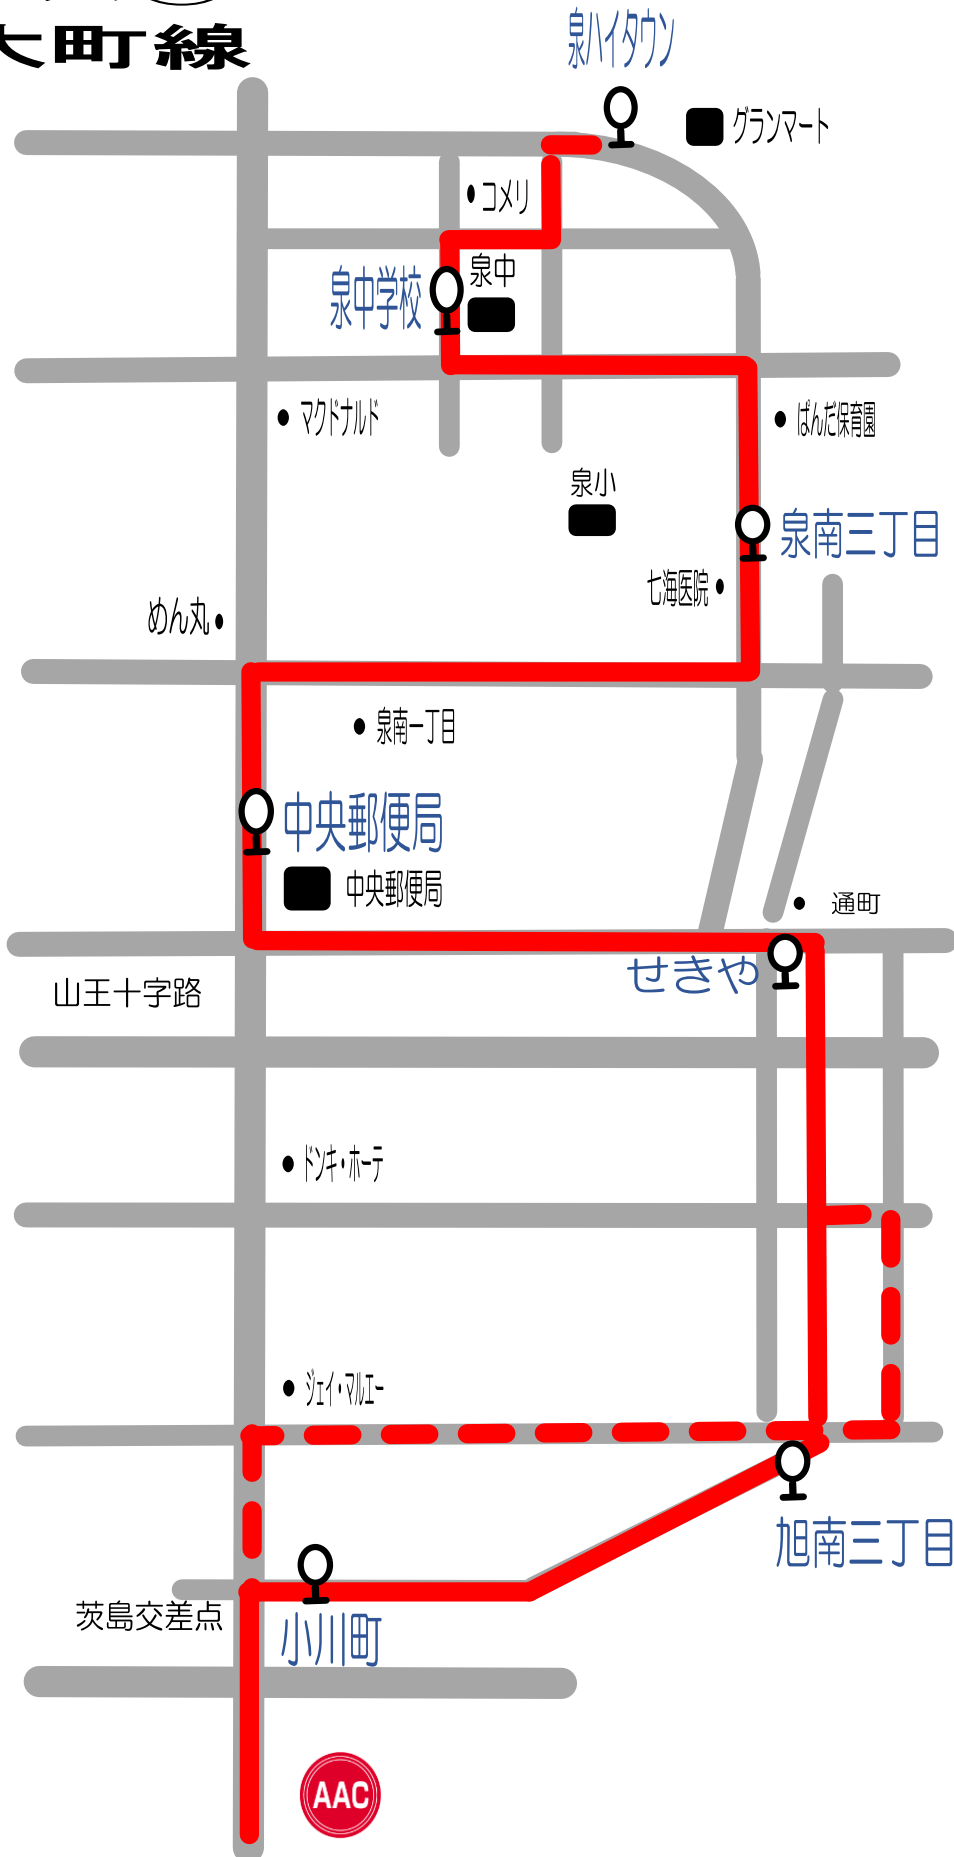 町線
泉ハイタウン
グランマート
コメリ
泉中
泉中学校
マクドナルド
ぱんだ保育園
泉小
泉南三丁目
七海医院
めん丸
泉南一丁目
中央郵便局
中央郵便局
通町
せきや
山王十字路
ドンキ・ホーテ
ジェイ・マルエー
旭南三丁目
茨島交差点
小川町
AAC